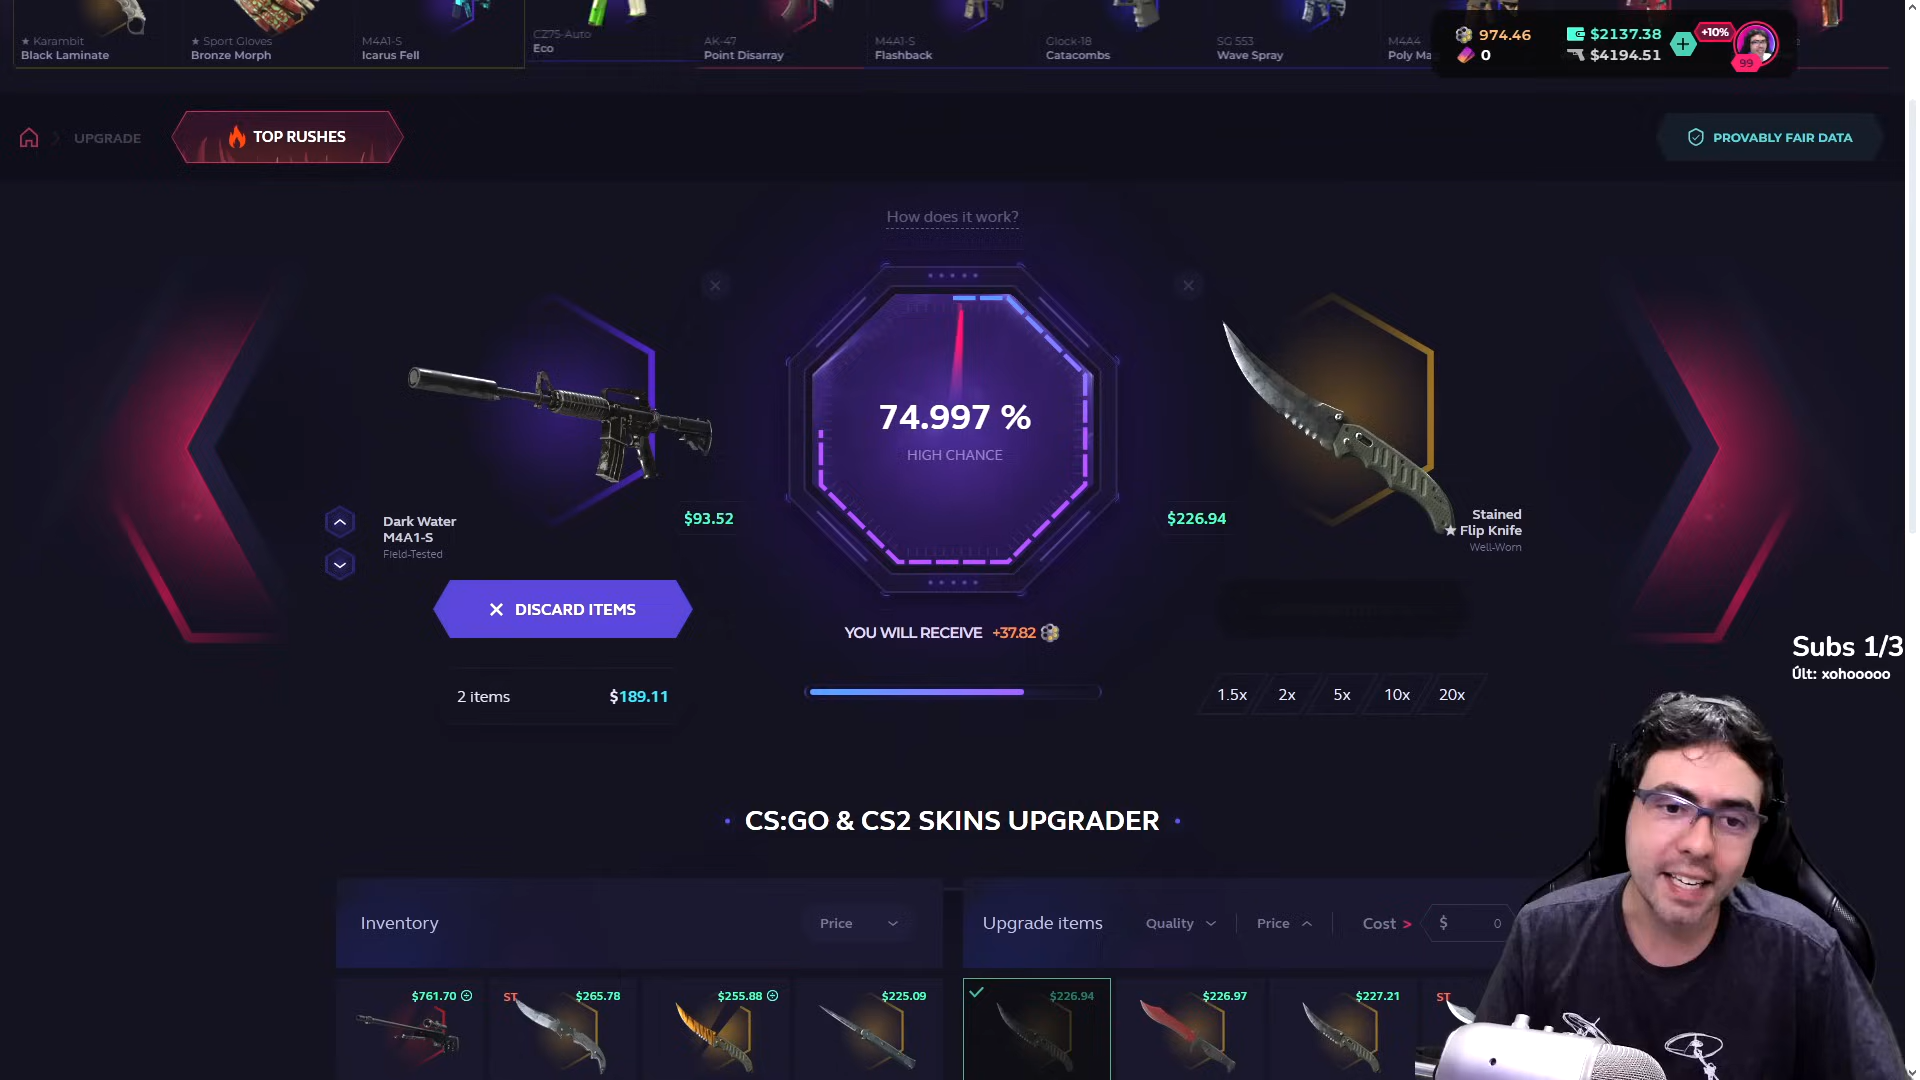 ★ Karambit
Black Laminate
★ Sport Gloves
Bronze Morph
M4A1-S
Icarus Fell
CZ75-Auto
Eco
AK-47
Point Disarray
M4A1-S
Flashback
Glock-18
Catacombs
SG 553
Wave Spray
M4A4
Poly Ma
974.46
0
$2137.38
$4194.51
+10%
99
UPGRADE
TOP RUSHES
PROVABLY FAIR DATA
How does it work?
74.997 %
HIGH CHANCE
$93.52
$226.94
Dark Water
M4A1-S
Field-Tested
Stained
★ Flip Knife
Well-Worn
DISCARD ITEMS
YOU WILL RECEIVE +37.82
2 items $189.11
1.5x 2x 5x 10x 20x
Subs 1/3
Últ: xohooooo
CS:GO & CS2 SKINS UPGRADER
Inventory
Price
Upgrade items
Quality
Price
Cost >
$ 0
$761.70
ST $265.78
$255.88
$225.09
$226.94
$226.97
$227.21
ST